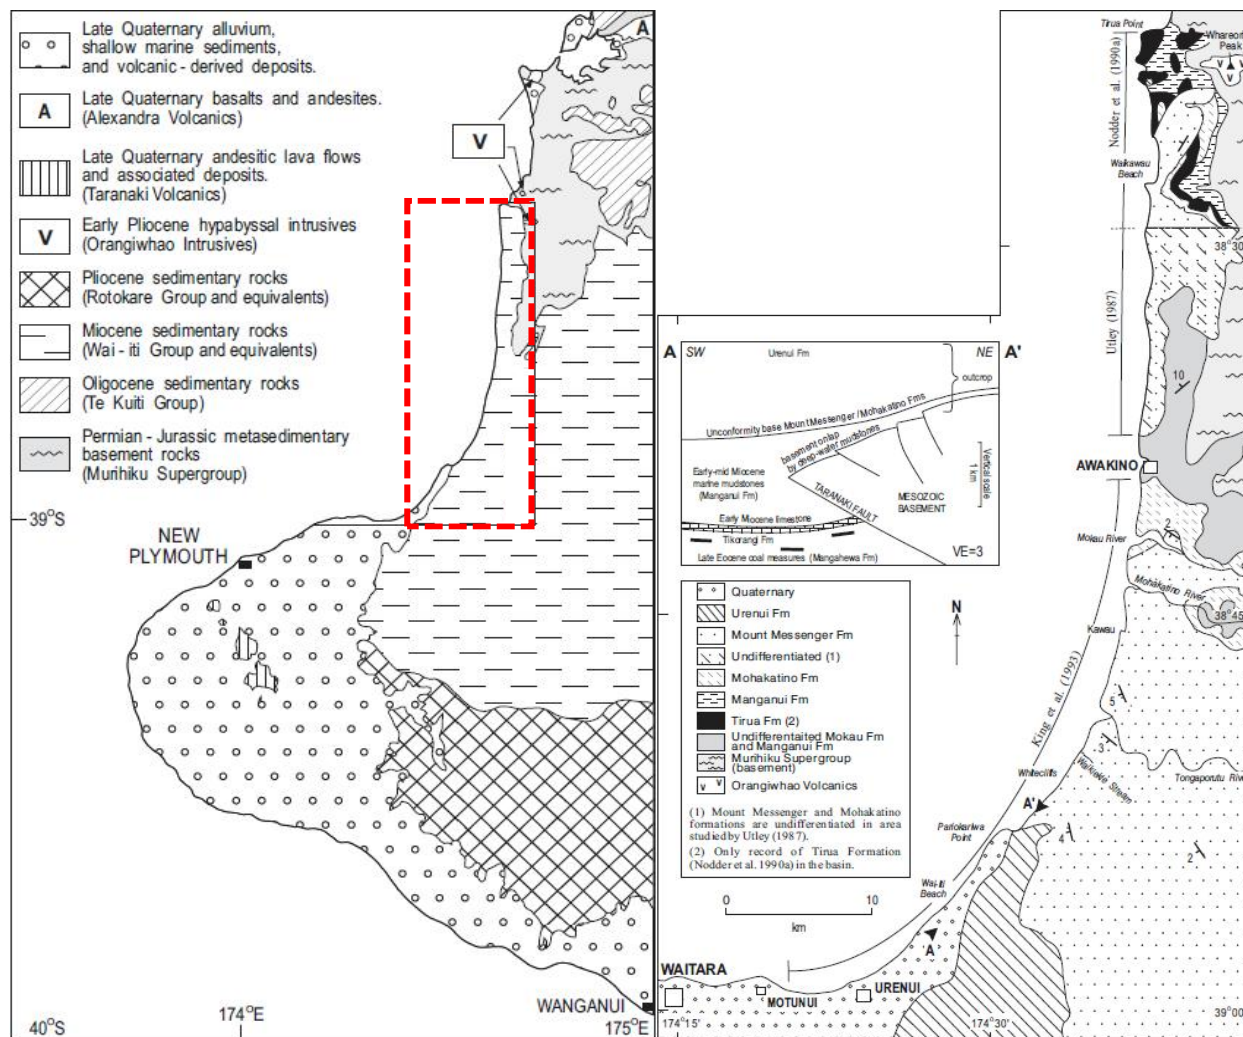 Late Quaternary alluvium,
shallow marine sediments,
and volcanic - derived deposits.
A
Late Quaternary basalts and andesites.
(Alexandra Volcanics)
Late Quaternary andesitic lava flows
and associated deposits.
(Taranaki Volcanics)
V
Early Pliocene hypabyssal intrusives
(Orangiwhao Intrusives)
Pliocene sedimentary rocks
(Rotokare Group and equivalents)
Miocene sedimentary rocks
(Wai - iti Group and equivalents)
Oligocene sedimentary rocks
(Te Kuiti Group)
Permian - Jurassic metasedimentary
basement rocks
(Murihiku Supergroup)
A
V
39°S
NEW
PLYMOUTH
WANGANUI
40°S
174°E
175°E
Tirua Point
Whareorino
Peak
V V
V
Nodder et al. (1990a)
Waikawau
Beach
38°30'
Utley (1987)
10
AWAKINO
2
Mokau River
Mohakatino River
38°45'
Kawau
King et al. (1993)
5
3
Waikiekie Stream
Whitecliffs
Tongaporutu River
A'
Pariokariwa
Point
4
2
Wai-iti
Beach
A
WAITARA
MOTUNUI
URENUI
174°15'
174°30'
39°00'
A SW
Urenui Fm
NE A'
outcrop
Unconformity base Mount Messenger / Mohakatino Fms
basement onlap
by deep-water mudstones
Early-mid Miocene
marine mudstones
(Manganui Fm)
TARANAKI FAULT
MESOZOIC
BASEMENT
Vertical scale
1 km
Early Miocene limestone
Tikorangi Fm
Late Eocene coal measures (Mangahewa Fm)
VE=3
Quaternary
Urenui Fm
Mount Messenger Fm
Undifferentiated (1)
Mohakatino Fm
Manganui Fm
Tirua Fm (2)
Undifferentaited Mokau Fm
and Manganui Fm
Murihiku Supergroup
(basement)
V V
Orangiwhao Volcanics
(1) Mount Messenger and Mohakatino
formations are undifferentiated in area
studied by Utley (1987).
(2) Only record of Tirua Formation
(Nodder et al. 1990a) in the basin.
N
0 10
km